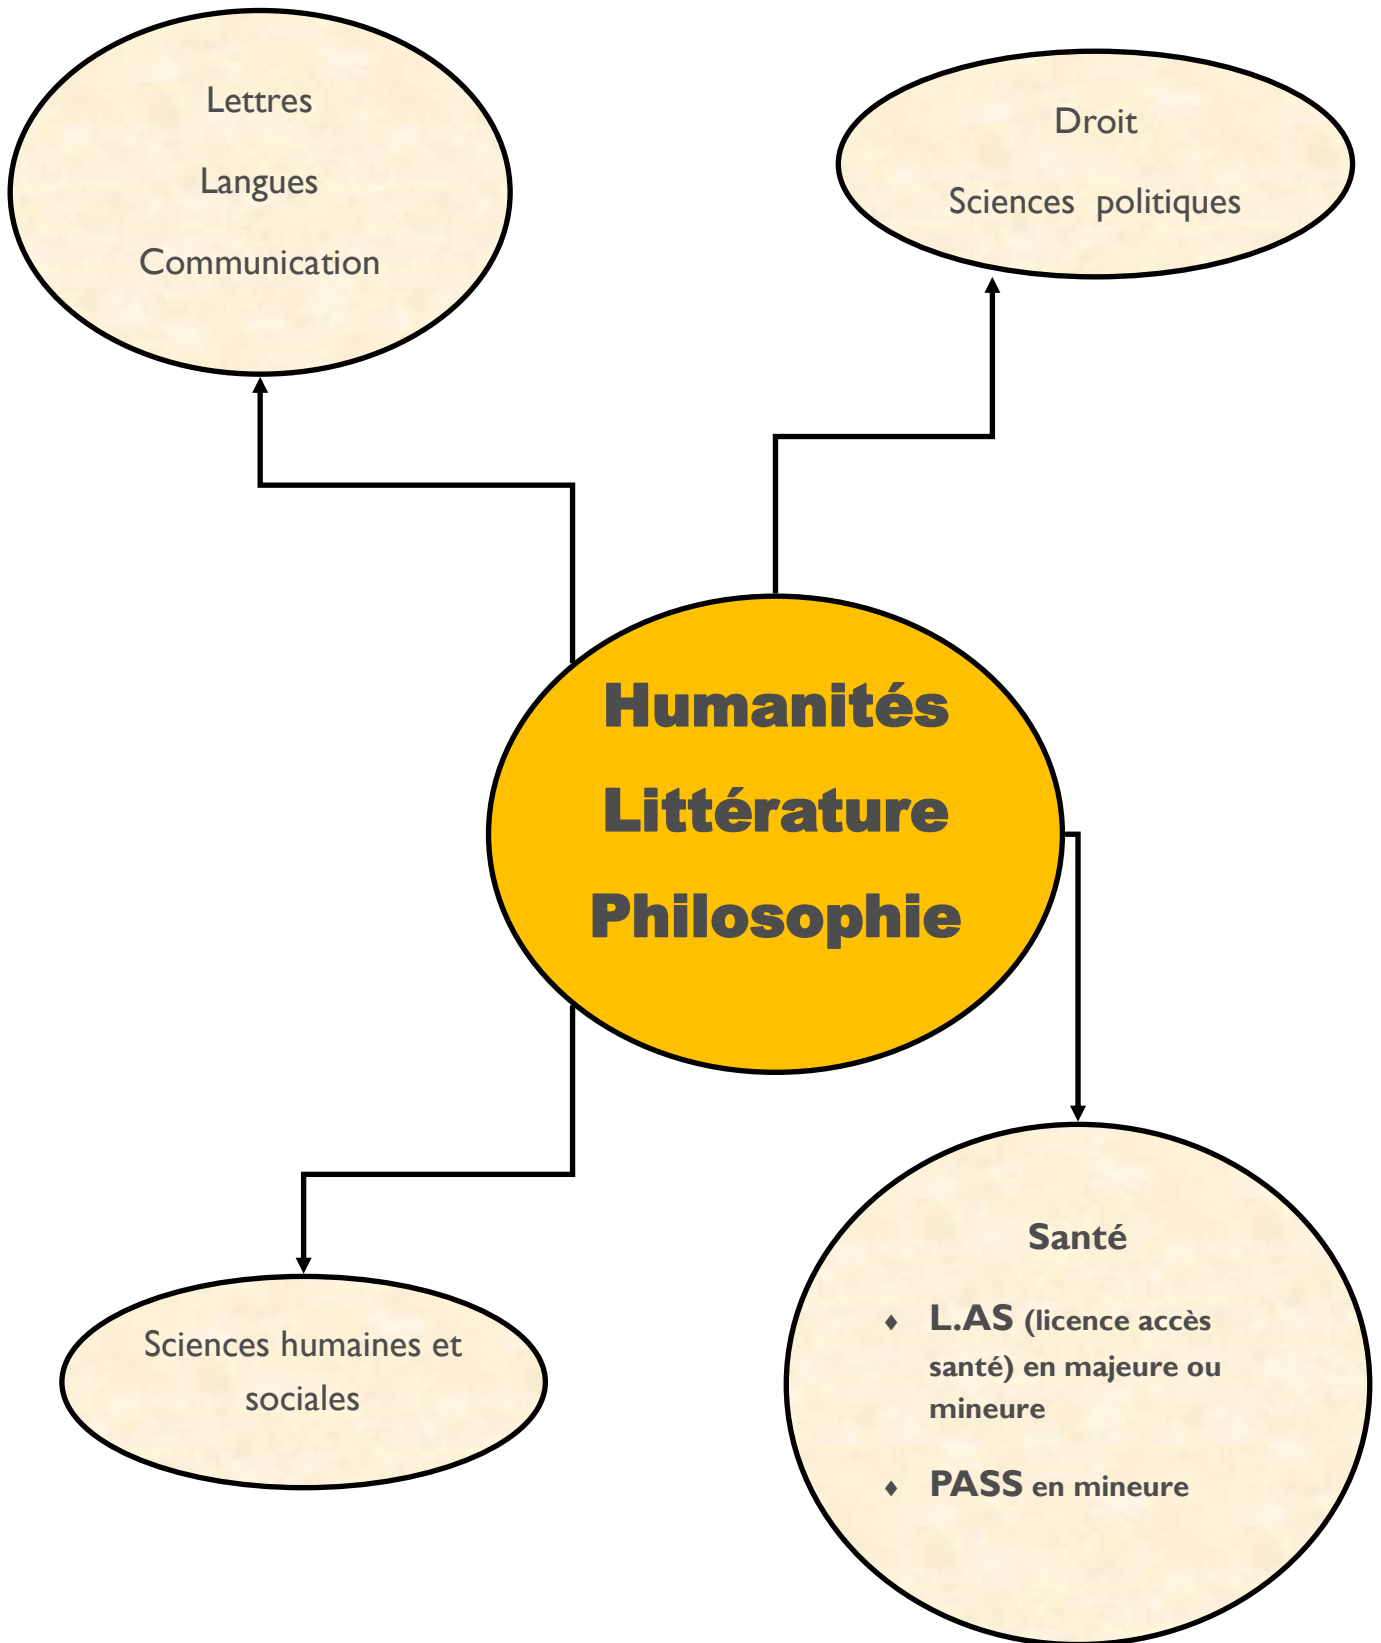 Lettres
Langues
Communication
Droit
Sciences politiques
Humanités
Littérature
Philosophie
Sciences humaines et
sociales
Santé
♦ L.AS (licence accès
santé) en majeure ou
mineure
♦ PASS en mineure